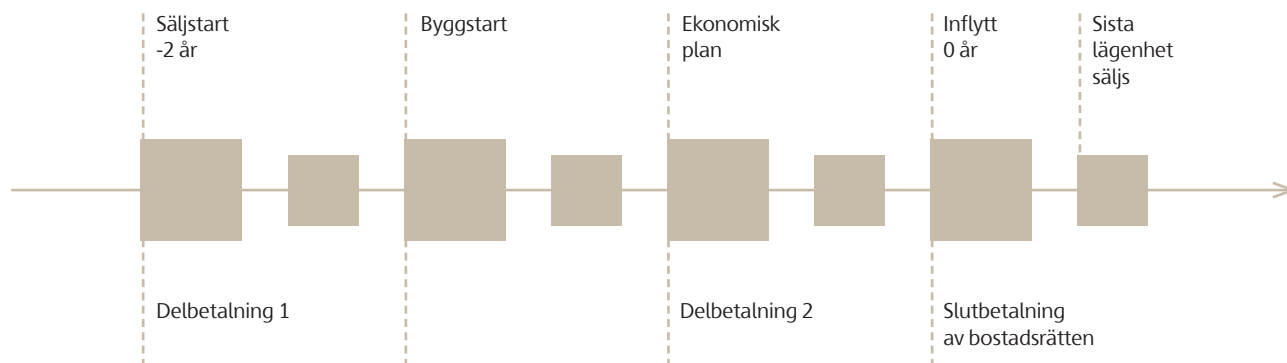 Säljstart
-2 år
Byggstart
Ekonomisk
plan
Inflytt
0 år
Sista
lägenhet
säljs
Delbetalning 1
Delbetalning 2
Slutbetalning
av bostadsrätten